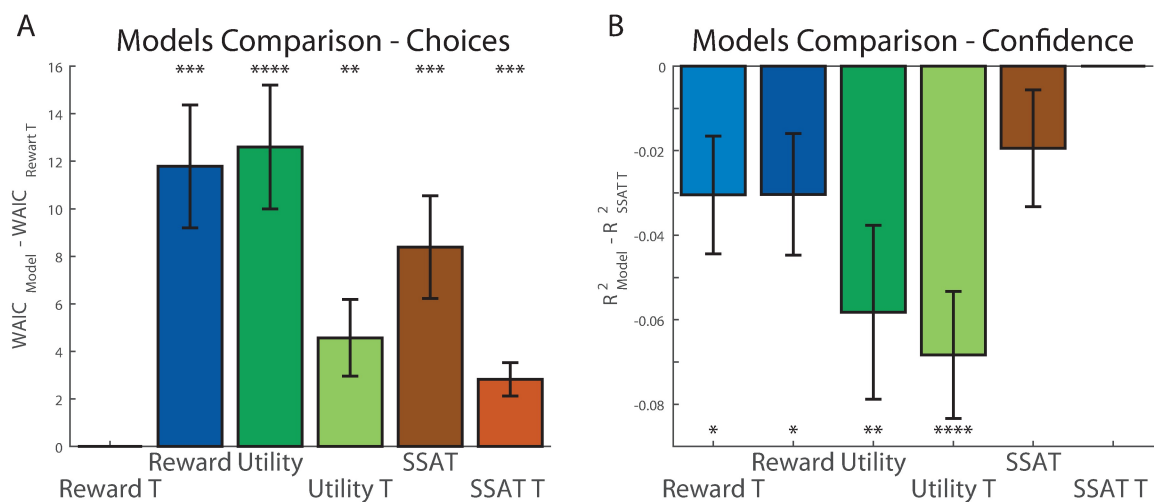 A
Models Comparison - Choices
16
14
12
10
8
6
4
2
0
WAIC Model - WAIC Rewart T
***
****
**
***
***
Reward T
Reward
Utility
Utility T
SSAT
SSAT T
B
Models Comparison - Confidence
0
-0.02
-0.04
-0.06
-0.08
R2 Model - R2 SSAT T
*
*
**
****
Reward T
Reward
Utility
Utility T
SSAT
SSAT T